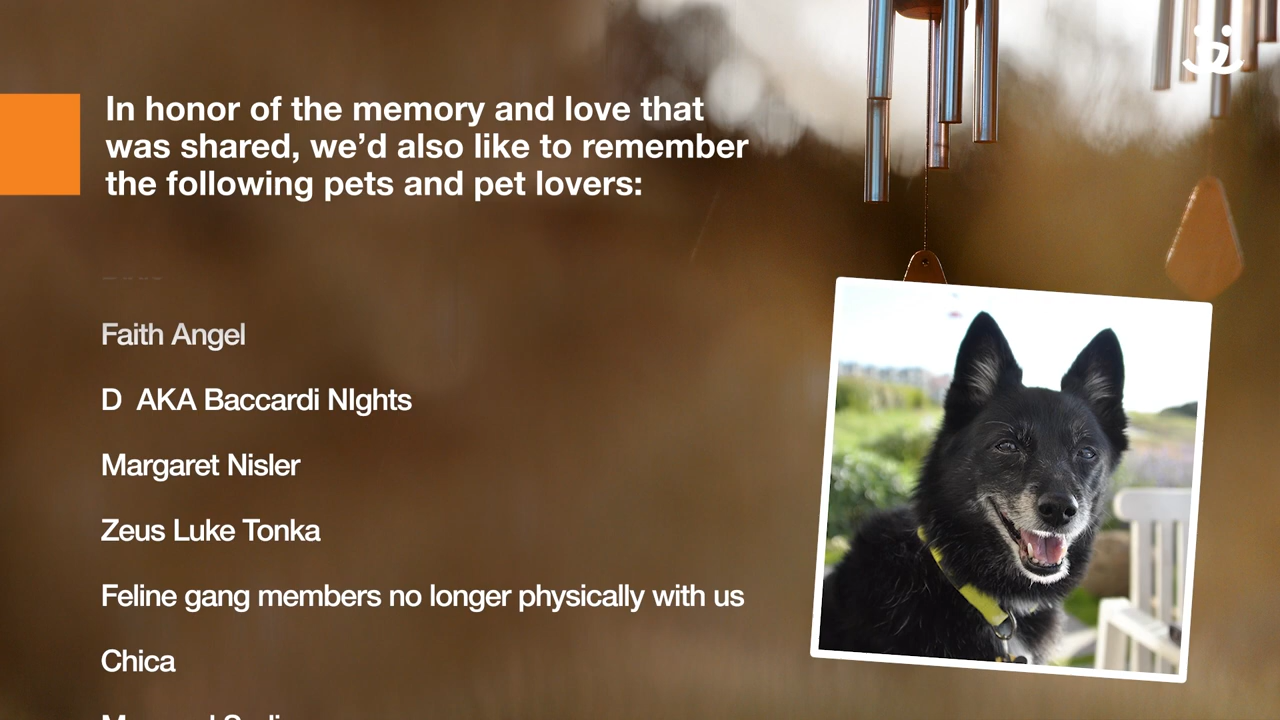 In honor of the memory and love that
was shared, we’d also like to remember
the following pets and pet lovers:
Faith Angel
D  AKA Baccardi NIghts
Margaret Nisler
Zeus Luke Tonka
Feline gang members no longer physically with us
Chica